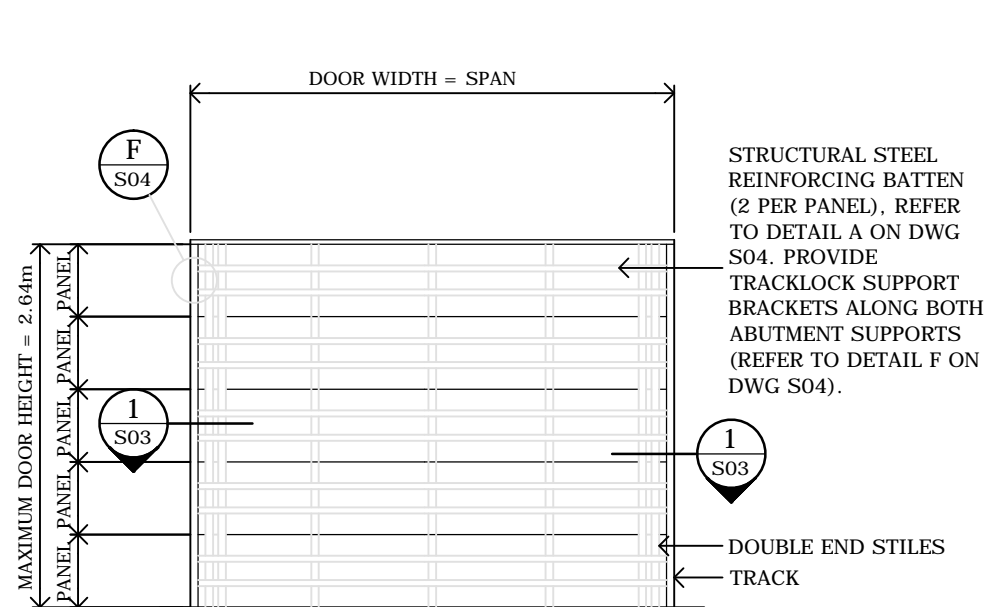 DOOR WIDTH = SPAN
F
S04
STRUCTURAL STEEL
REINFORCING BATTEN
(2 PER PANEL), REFER
TO DETAIL A ON DWG
S04. PROVIDE
TRACKLOCK SUPPORT
BRACKETS ALONG BOTH
ABUTMENT SUPPORTS
(REFER TO DETAIL F ON
DWG S04).
MAXIMUM DOOR HEIGHT = 2.64m
PANEL
PANEL
PANEL
PANEL
PANEL
1
S03
1
S03
DOUBLE END STILES
TRACK